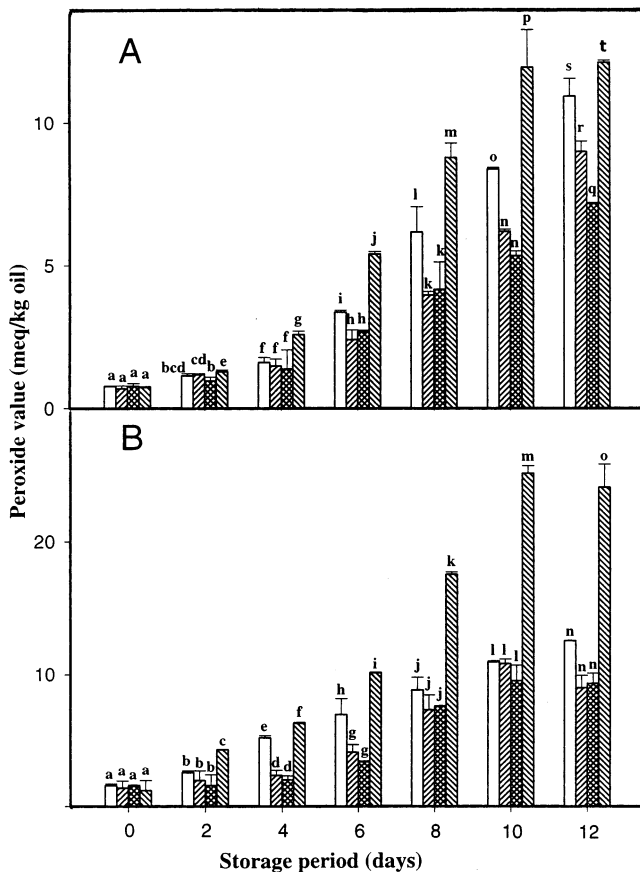 A
p
t
s
m
o
r
l
q
j
n
n
k
k
i
g
h
h
f
f
f
bcd
cd
b
e
a
a
a
a
10
5
0
Peroxide value (meq/kg oil)
B
m
o
k
n
i
l
l
l
j
j
j
n
n
h
f
e
g
g
c
d
d
b
b
b
a
a
a
a
20
10
0
2
4
6
8
10
12
Storage period (days)